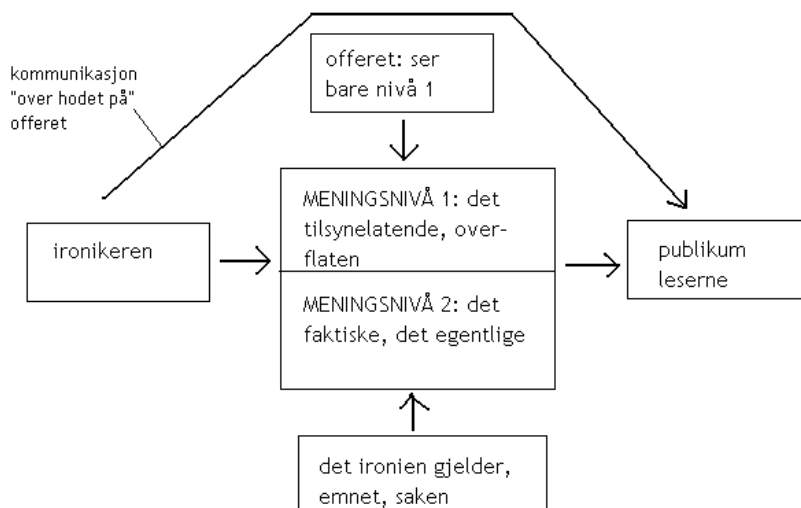 offeret: ser
bare nivå 1
kommunikasjon
"over hodet på"
offeret
MENINGSNIVÅ 1: det
tilsynelatende, over-
flaten
ironikeren
publikum
leserne
MENINGSNIVÅ 2: det
faktiske, det egentlige
det ironien gjelder,
emnet, saken